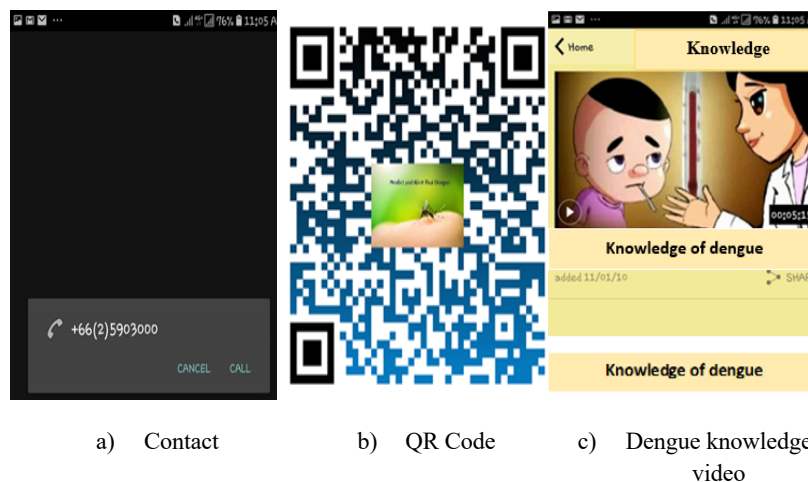 76% 11:05 A
+66(2)5903000
CANCEL CALL
a) Contact
Predict and Alert Thai Dengue
b) QR Code
76% 11:05
Home
Knowledge
00:05:1
Knowledge of dengue
added 11/01/10
SHAR
Knowledge of dengue
c) Dengue knowledge
video